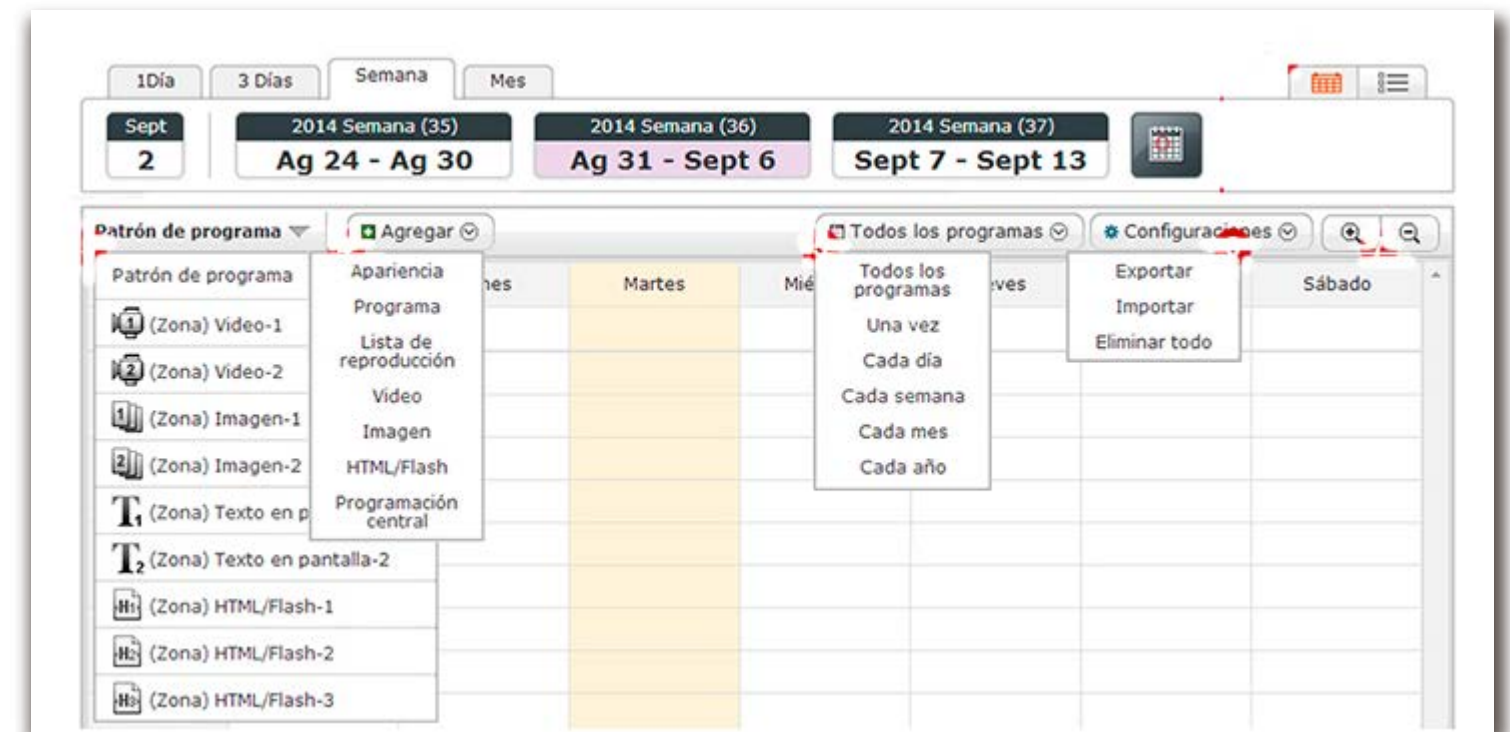 1Día 3 Días Semana Mes
Sept 2014 Semana (35) 2014 Semana (36) 2014 Semana (37)
2 Ag 24 - Ag 30 Ag 31 - Sept 6 Sept 7 - Sept 13
Patrón de programa Agregar Todos los programas Configuraciones
Patrón de programa
(Zona) Video-1
(Zona) Video-2
(Zona) Imagen-1
(Zona) Imagen-2
(Zona) Texto en p
(Zona) Texto en pantalla-2
(Zona) HTML/Flash-1
(Zona) HTML/Flash-2
(Zona) HTML/Flash-3
Apariencia
Programa
Lista de
reproducción
Video
Imagen
HTML/Flash
Programación
central
nes Martes Mié
Todos los
programas
Una vez
Cada día
Cada semana
Cada mes
Cada año
eves
Exportar
Importar
Eliminar todo
Sábado